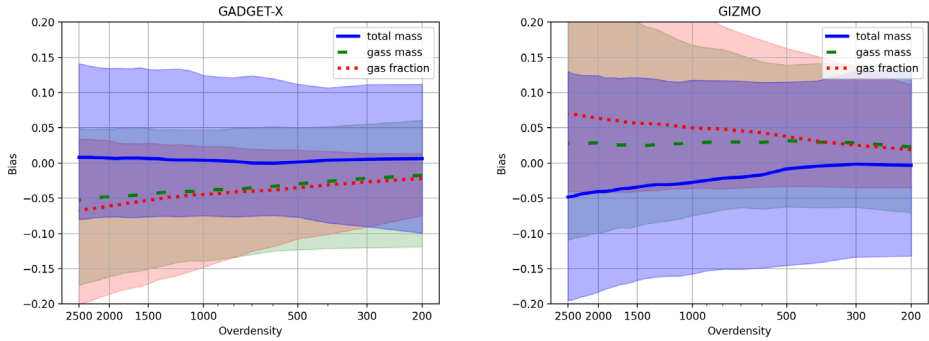 GADGET-X
0.20
0.15
0.10
0.05
0.00
−0.05
−0.10
−0.15
−0.20
Bias
total mass
gass mass
gas fraction
2500 2000 1500 1000 500 300 200
Overdensity
GIZMO
0.20
0.15
0.10
0.05
0.00
−0.05
−0.10
−0.15
−0.20
Bias
total mass
gass mass
gas fraction
2500 2000 1500 1000 500 300 200
Overdensity